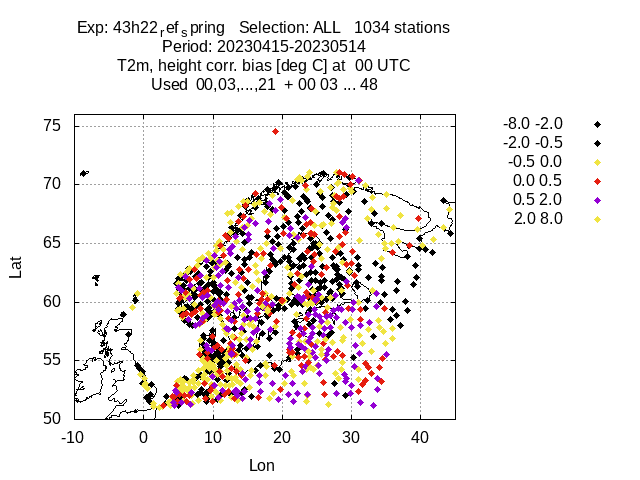 Exp: 43h22ref spring   Selection: ALL   1034 stations
Period: 20230415-20230514
T2m, height corr. bias [deg C] at  00 UTC
Used  00,03,...,21  + 00 03 ... 48
-8.0 -2.0
-2.0 -0.5
-0.5 0.0
0.0 0.5
0.5 2.0
2.0 8.0
75
70
65
60
55
50
Lat
-10 0 10 20 30 40
Lon